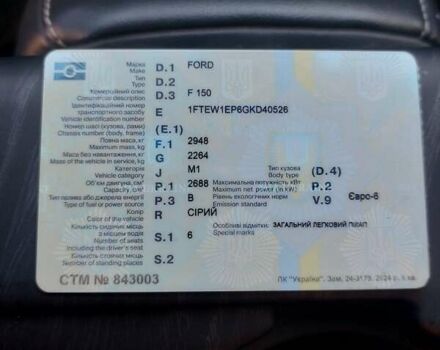 Марка D.1 FORD
Make
Тип D.2
Type
Комерційний опис D.3 F 150
Commercial description
Ідентифікаційний номер
транспортного засобу E 1FTEW1EP6GKD40526
Vehicle identification number
Номер шасі (кузова, рами) (E.1)
Chassis number (body, frame)
Повна маса, кг F.1 2948
Maximum mass, kg
Маса без навантаження, кг G 2264
Mass of the vehicle in service, kg
Категорія J M1 Тип кузова (D.4)
Vehicle category Body type
Об'єм двигуна, см³ P.1 2688 Максимальна потужність кВт P.2
Capacity, cm³ Maximum net power (in kW)
Тип палива або джерела енергії P.3 B Рівень екологічних норм V.9 Євро-6
Type of fuel or power source Emission standard
Колір R СІРИЙ
Color of the vehicle
Кількість сидячих місць S.1 6 Особливі відмітки: ЗАГАЛЬНИЙ ЛЕГКОВИЙ ПІКАП
з місцем водія Special marks
Number of seats
Including the driver's seat
Кількість стоячих місць S.2
Number of standing places
СТМ № 843003 ПК "Україна". Зам. 24-3179. 2024 р. I кв.